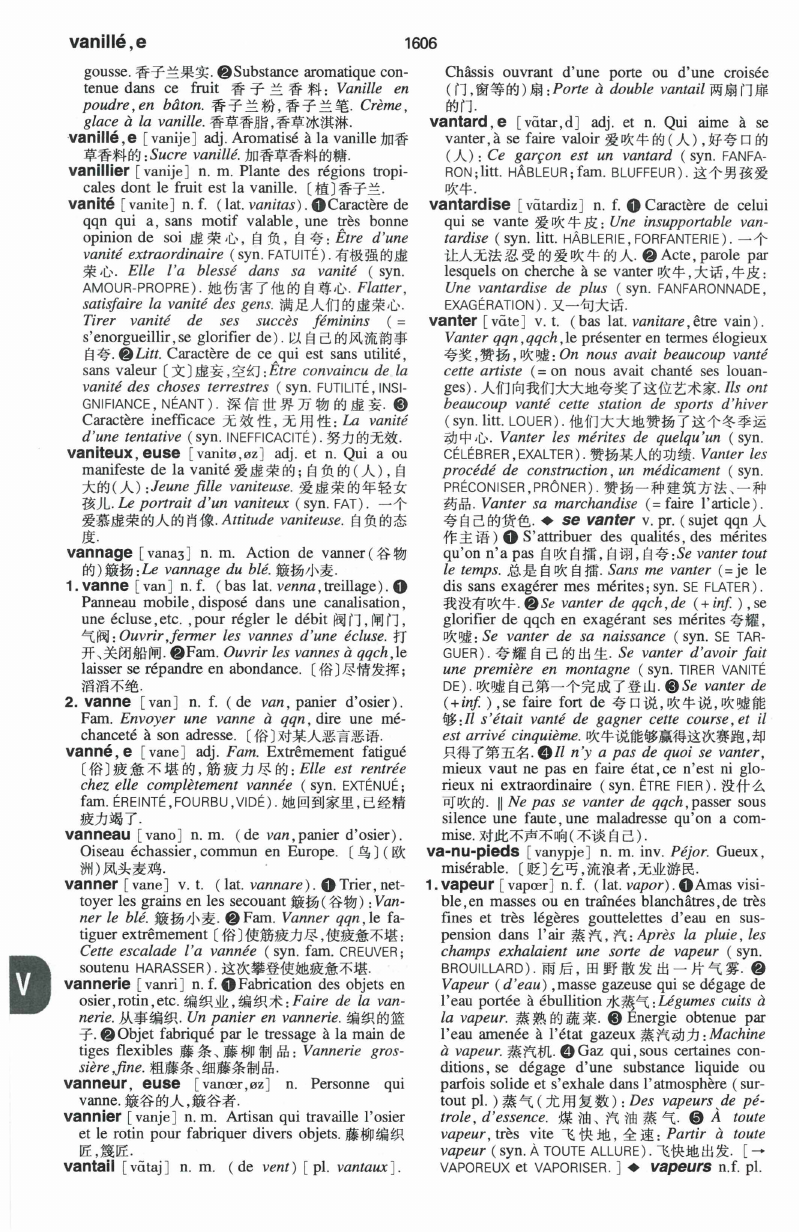 vanillé,e
1606
gousse. 香子兰果实. ❷Substance aromatique con-
tenue dans ce fruit 香子兰香料: Vanille en
poudre,en bâton. 香子兰粉,香子兰笔. Crème,
glace à la vanille. 香草香脂,香草冰淇淋.
vanillé,e [vanije] adj. Aromatisé à la vanille 加香
草香料的:Sucre vanillé. 加香草香料的糖.
vanillier [vanije] n. m. Plante des régions tropi-
cales dont le fruit est la vanille. [植]香子兰.
vanité [vanite] n. f. (lat. vanitas). ❶Caractère de
qqn qui a, sans motif valable, une très bonne
opinion de soi 虚荣心,自负,自夸: Être d'une
vanité extraordinaire (syn. FATUITÉ). 有极强的虚
荣心. Elle l'a blessé dans sa vanité (syn.
AMOUR-PROPRE). 她伤害了他的自尊心. Flatter,
satisfaire la vanité des gens. 满足人们的虚荣心.
Tirer vanité de ses succès féminins (=
s'enorgueillir,se glorifier de). 以自己的风流韵事
自夸. ❷Litt. Caractère de ce qui est sans utilité,
sans valeur 〔文〕虚妄,空幻:Être convaincu de la
vanité des choses terrestres (syn. FUTILITÉ, INSI-
GNIFIANCE, NÉANT). 深信世界万物的虚妄. ❸
Caractère inefficace 无效性,无用性: La vanité
d'une tentative (syn. INEFFICACITÉ). 努力的无效.
vaniteux, euse [vanitø,øz] adj. et n. Qui a ou
manifeste de la vanité 爱虚荣的;自负的(人),自
大的(人):Jeune fille vaniteuse. 爱虚荣的年轻女
孩儿. Le portrait d'un vaniteux (syn. FAT). 一个
爱慕虚荣的人的肖像. Attitude vaniteuse. 自负的态
度.
vannage [vanaʒ] n. m. Action de vanner(谷物
的)簸扬:Le vannage du blé. 簸扬小麦.
1. vanne [van] n. f. (bas lat. venna,treillage). ❶
Panneau mobile, disposé dans une canalisation,
une écluse,etc. ,pour régler le débit 阀门,闸门,
气阀:Ouvrir,fermer les vannes d'une écluse. 打
开、关闭船闸. ❷Fam. Ouvrir les vannes à qqch,le
laisser se répandre en abondance. 〔俗〕尽情发挥;
滔滔不绝.
2. vanne [van] n. f. (de van, panier d'osier).
Fam. Envoyer une vanne à qqn, dire une mé-
chanceté à son adresse. 〔俗〕对某人恶言恶语.
vanné,e [vane] adj. Fam. Extrêmement fatigué
〔俗〕疲惫不堪的,筋疲力尽的: Elle est rentrée
chez elle complètement vannée (syn. EXTÉNUÉ;
fam. ÉREINTÉ, FOURBU, VIDÉ). 她回到家里,已经精
疲力竭了.
vanneau [vano] n. m. (de van,panier d'osier).
Oiseau échassier, commun en Europe. 〔鸟〕(欧
洲)凤头麦鸡.
vanner [vane] v. t. (lat. vannare). ❶Trier, net-
toyer les grains en les secouant 簸扬(谷物):Van-
ner le blé. 簸扬小麦. ❷Fam. Vanner qqn,le fa-
tiguer extrêmement〔俗〕使筋疲力尽,使疲惫不堪:
Cette escalade l'a vannée (syn. fam. CREUVER;
soutenu HARASSER). 这次攀登使她疲惫不堪.
vannerie [vanri] n. f. ❶Fabrication des objets en
osier,rotin,etc. 编织业,编织术:Faire de la van-
nerie. 从事编织. Un panier en vannerie. 编织的篮
子. ❷Objet fabriqué par le tressage à la main de
tiges flexibles 藤条、藤柳制品: Vannerie gros-
sière,fine. 粗藤条、细藤条制品.
vanneur, euse [vanœr,øz] n. Personne qui
vanne. 簸谷的人,簸谷者.
vannier [vanje] n. m. Artisan qui travaille l'osier
et le rotin pour fabriquer divers objets. 藤柳编织
匠,篾匠.
vantail [vɑ̃taj] n. m. (de vent) [pl. vantaux].
V
Châssis ouvrant d'une porte ou d'une croisée
(门,窗等的)扇:Porte à double vantail 两扇门扉
的门.
vantard,e [vɑ̃tar,d] adj. et n. Qui aime à se
vanter,à se faire valoir 爱吹牛的(人),好夸口的
(人): Ce garçon est un vantard (syn. FANFA-
RON;litt. HÂBLEUR;fam. BLUFFEUR). 这个男孩爱
吹牛.
vantardise [vɑ̃tardiz] n. f. ❶ Caractère de celui
qui se vante 爱吹牛皮: Une insupportable van-
tardise (syn. litt. HÂBLERIE, FORFANTERIE). 一个
让人无法忍受的爱吹牛的人. ❷ Acte, parole par
lesquels on cherche à se vanter 吹牛,大话,牛皮:
Une vantardise de plus (syn. FANFARONNADE,
EXAGÉRATION). 又一句大话.
vanter [vɑ̃te] v. t. (bas lat. vanitare,être vain).
Vanter qqn,qqch,le présenter en termes élogieux
夸奖,赞扬,吹嘘: On nous avait beaucoup vanté
cette artiste (=on nous avait chanté ses louan-
ges). 人们向我们大大地夸奖了这位艺术家. Ils ont
beaucoup vanté cette station de sports d'hiver
(syn. litt. LOUER). 他们大大地赞扬了这个冬季运
动中心. Vanter les mérites de quelqu'un (syn.
CÉLÉBRER, EXALTER). 赞扬某人的功绩. Vanter les
procédé de construction, un médicament (syn.
PRÉCONISER, PRÔNER). 赞扬一种建筑方法、一种
药品. Vanter sa marchandise (=faire l'article).
夸自己的货色. ◆ se vanter v. pr. (sujet qqn 人
作主语) ❶ S'attribuer des qualités, des mérites
qu'on n'a pas 自吹自擂,自诩,自夸:Se vanter tout
le temps. 总是自吹自擂. Sans me vanter (=je le
dis sans exagérer mes mérites; syn. SE FLATER).
我没有吹牛. ❷Se vanter de qqch,de (+inf.),se
glorifier de qqch en exagérant ses mérites 夸耀,
吹嘘: Se vanter de sa naissance (syn. SE TAR-
GUER). 夸耀自己的出生. Se vanter d'avoir fait
une première en montagne (syn. TIRER VANITÉ
DE). 吹嘘自己第一个完成了登山. ❸Se vanter de
(+inf.),se faire fort de 夸口说,吹牛说,吹嘘能
够:Il s'était vanté de gagner cette course,et il
est arrivé cinquième. 吹牛说能够赢得这次赛跑,却
只得了第五名. ❹Il n'y a pas de quoi se vanter,
mieux vaut ne pas en faire état,ce n'est ni glo-
rieux ni extraordinaire (syn. ÊTRE FIER). 没什么
可吹的. ‖ Ne pas se vanter de qqch,passer sous
silence une faute, une maladresse qu'on a com-
mise. 对此不声不响(不谈自己).
va-nu-pieds [vanypje] n. m. inv. Péjor. Gueux,
misérable. 〔贬〕乞丐,流浪者,无业游民.
1. vapeur [vapœr] n. f. (lat. vapor). ❶Amas visi-
ble,en masses ou en traînées blanchâtres,de très
fines et très légères gouttelettes d'eau en sus-
pension dans l'air 蒸汽,汽: Après la pluie, les
champs exhalaient une sorte de vapeur (syn.
BROUILLARD). 雨后,田野散发出一片气雾. ❷
Vapeur (d'eau),masse gazeuse qui se dégage de
l'eau portée à ébullition 水蒸气:Légumes cuits à
la vapeur. 蒸熟的蔬菜. ❸ Énergie obtenue par
l'eau amenée à l'état gazeux 蒸汽动力:Machine
à vapeur. 蒸汽机. ❹ Gaz qui,sous certaines con-
ditions, se dégage d'une substance liquide ou
parfois solide et s'exhale dans l'atmosphère (sur-
tout pl.)蒸气(尤用复数): Des vapeurs de pé-
trole, d'essence. 煤油、汽油蒸气. ❺ À toute
vapeur, très vite 飞快地,全速: Partir à toute
vapeur (syn. À TOUTE ALLURE). 飞快地出发. [→
VAPOREUX et VAPORISER.] ◆ vapeurs n.f. pl.